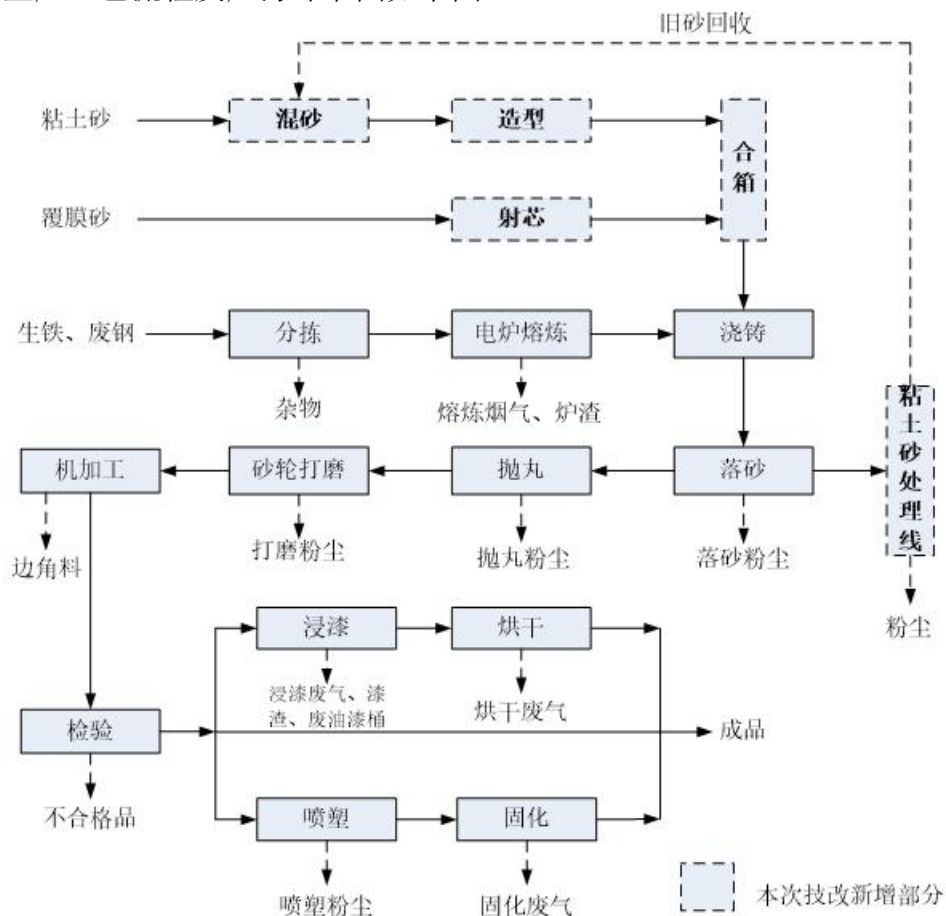 旧砂回收
粘土砂
混砂
造型
合箱
覆膜砂
射芯
生铁、废钢
分拣
电炉熔炼
浇铸
杂物
熔炼烟气、炉渣
粘土砂处理线
机加工
砂轮打磨
抛丸
落砂
边角料
打磨粉尘
抛丸粉尘
落砂粉尘
粉尘
浸漆
烘干
浸漆废气、漆
渣、废油漆桶
烘干废气
检验
成品
不合格品
喷塑
固化
喷塑粉尘
固化废气
本次技改新增部分